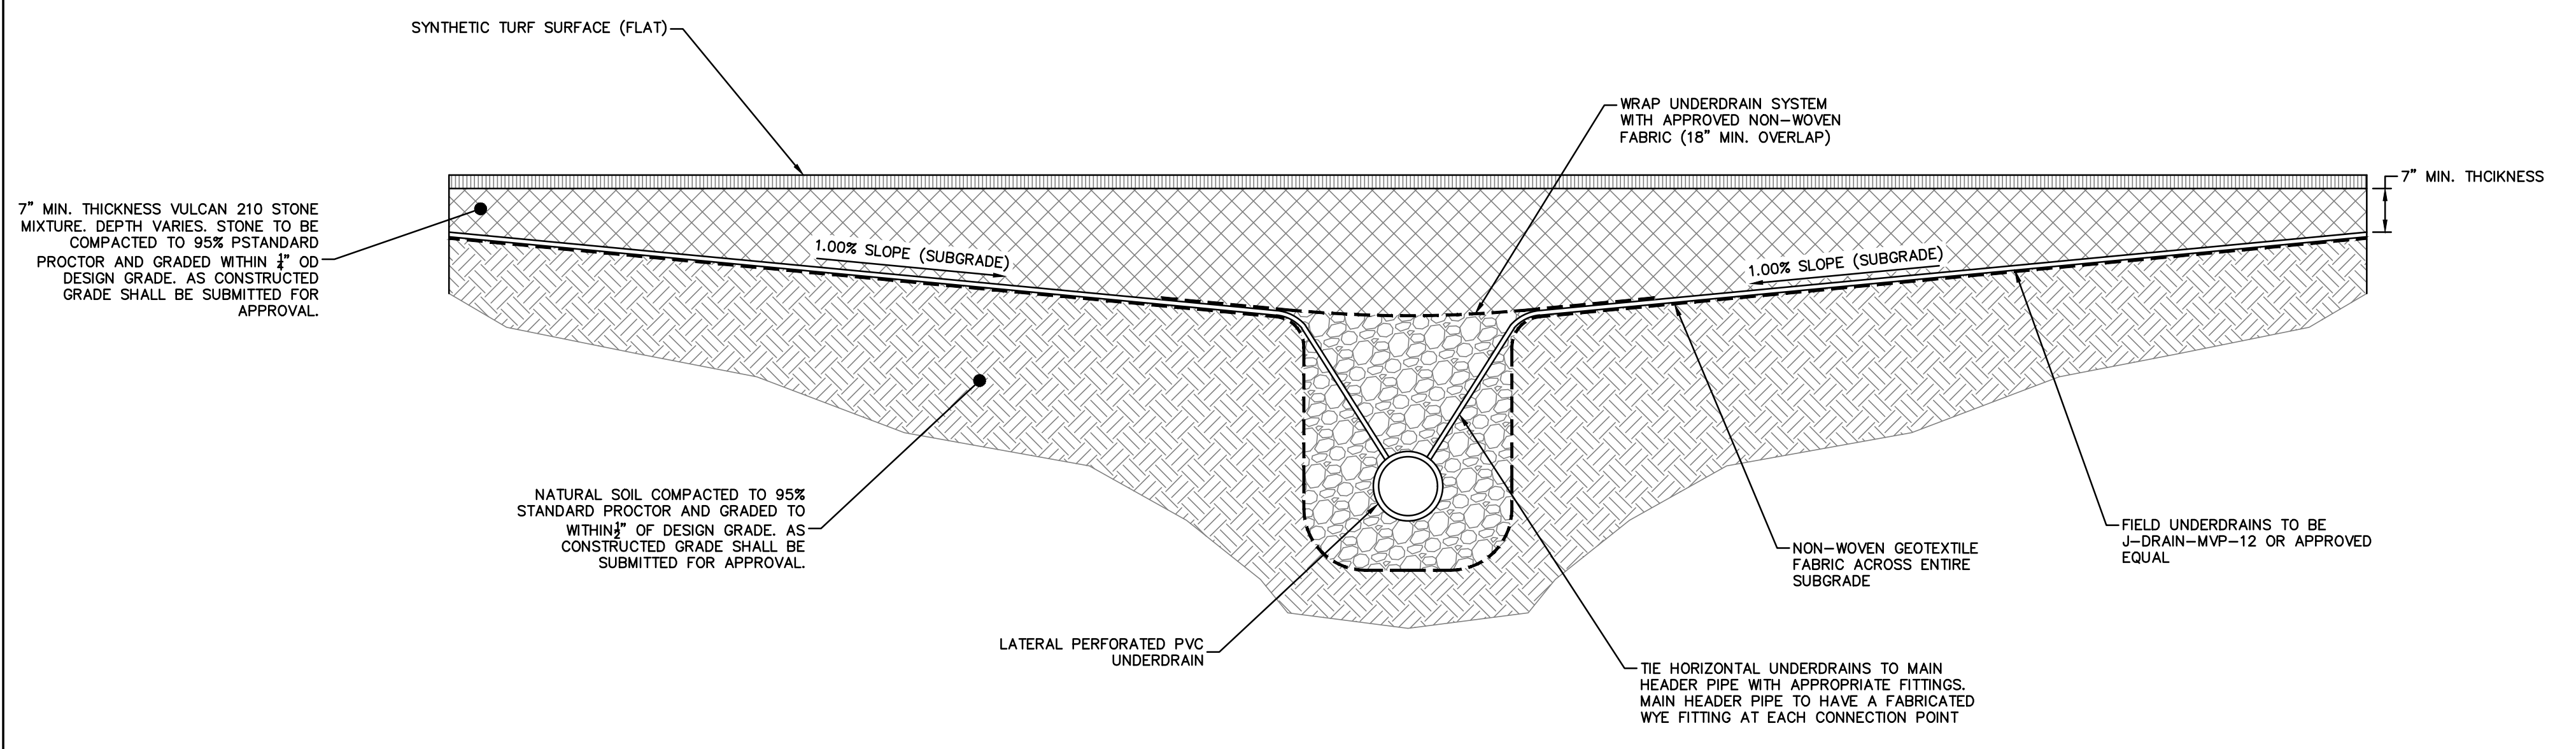 SYNTHETIC TURF SURFACE (FLAT)
WRAP UNDERDRAIN SYSTEM
WITH APPROVED NON-WOVEN
FABRIC (18" MIN. OVERLAP)
7" MIN. THCIKNESS
7" MIN. THICKNESS VULCAN 210 STONE
MIXTURE. DEPTH VARIES. STONE TO BE
COMPACTED TO 95% PSTANDARD
PROCTOR AND GRADED WITHIN ¼" OD
DESIGN GRADE. AS CONSTRUCTED
GRADE SHALL BE SUBMITTED FOR
APPROVAL.
1.00% SLOPE (SUBGRADE)
1.00% SLOPE (SUBGRADE)
NATURAL SOIL COMPACTED TO 95%
STANDARD PROCTOR AND GRADED TO
WITHIN½" OF DESIGN GRADE. AS
CONSTRUCTED GRADE SHALL BE
SUBMITTED FOR APPROVAL.
NON-WOVEN GEOTEXTILE
FABRIC ACROSS ENTIRE
SUBGRADE
FIELD UNDERDRAINS TO BE
J-DRAIN-MVP-12 OR APPROVED
EQUAL
LATERAL PERFORATED PVC
UNDERDRAIN
TIE HORIZONTAL UNDERDRAINS TO MAIN
HEADER PIPE WITH APPROPRIATE FITTINGS.
MAIN HEADER PIPE TO HAVE A FABRICATED
WYE FITTING AT EACH CONNECTION POINT